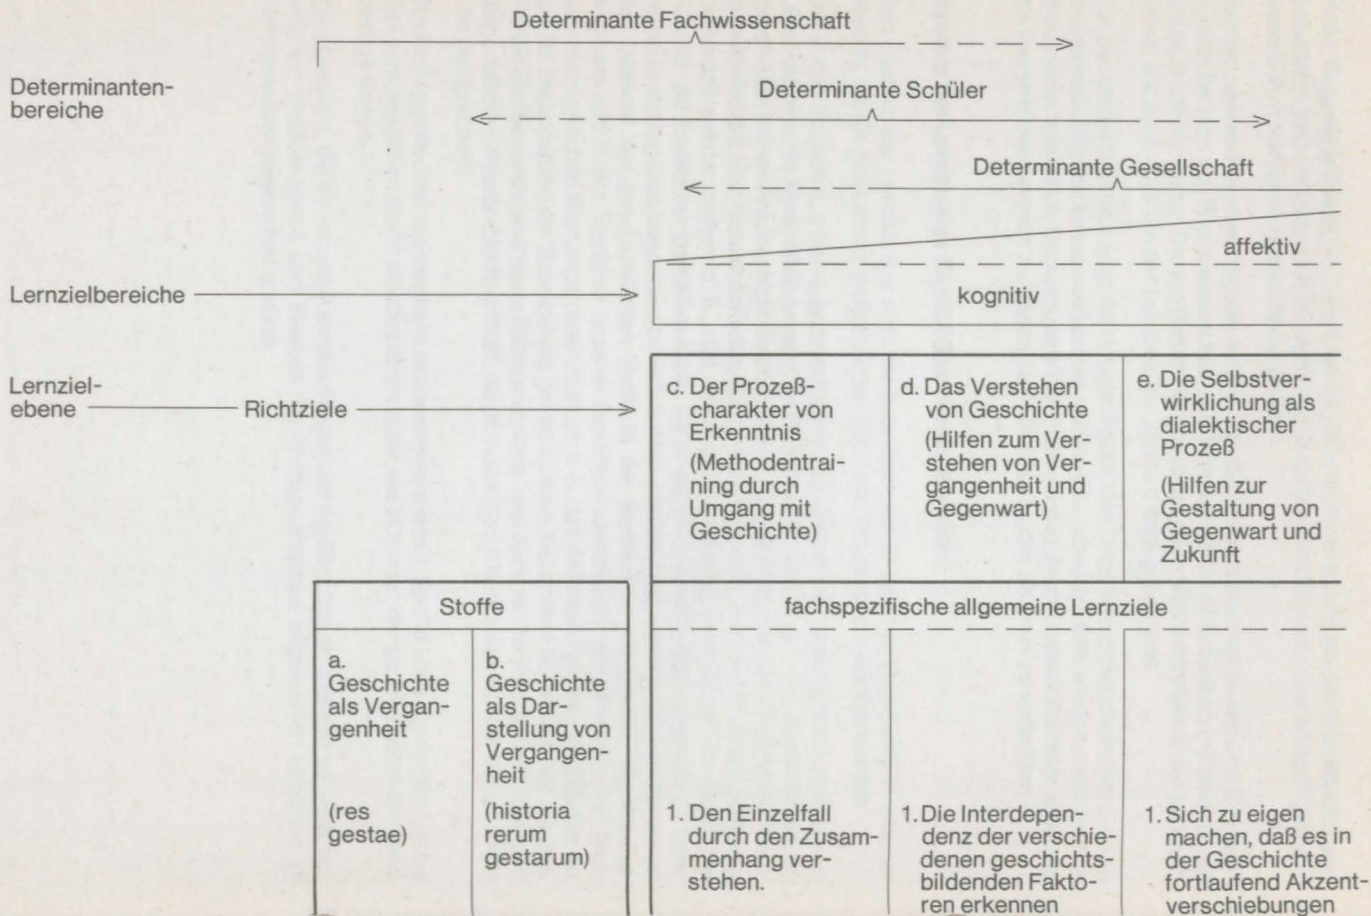 Determinante Fachwissenschaft
Determinanten-
bereiche
Determinante Schüler
Determinante Gesellschaft
affektiv
Lernzielbereiche
kognitiv
Lernziel-
ebene
Richtziele
c. Der Prozeß-
charakter von
Erkenntnis
(Methodentrai-
ning durch
Umgang mit
Geschichte)
d. Das Verstehen
von Geschichte
(Hilfen zum Ver-
stehen von Ver-
gangenheit und
Gegenwart)
e. Die Selbstver-
wirklichung als
dialektischer
Prozeß
(Hilfen zur
Gestaltung von
Gegenwart und
Zukunft
Stoffe
a.
Geschichte
als Vergan-
genheit
(res
gestae)
b.
Geschichte
als Dar-
stellung von
Vergangen-
heit
(historia
rerum
gestarum)
fachspezifische allgemeine Lernziele
1. Den Einzelfall
durch den Zusam-
menhang ver-
stehen.
1. Die Interdepen-
denz der verschie-
denen geschichts-
bildenden Fakto-
ren erkennen
1. Sich zu eigen
machen, daß es in
der Geschichte
fortlaufend Akzent-
verschiebungen